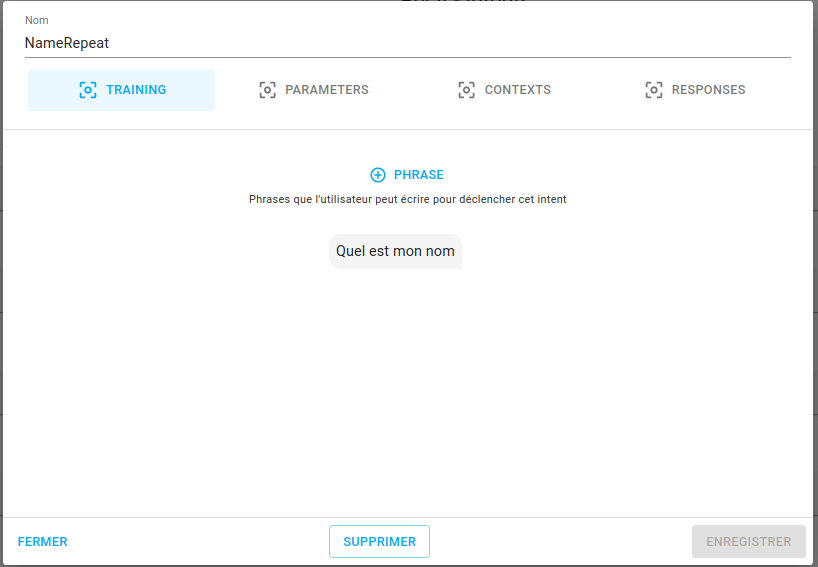 Nom
NameRepeat
TRAINING PARAMETERS CONTEXTS RESPONSES
PHRASE
Phrases que l'utilisateur peut écrire pour déclencher cet intent
Quel est mon nom
FERMER SUPPRIMER ENREGISTRER